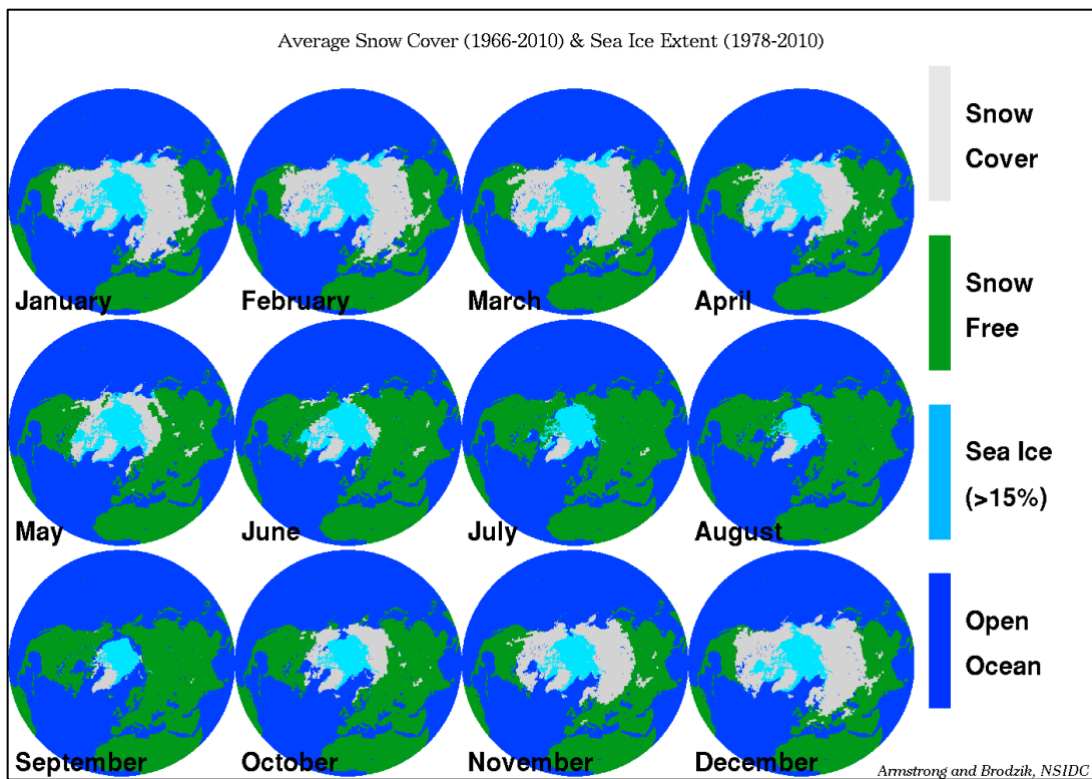 Average Snow Cover (1966-2010) & Sea Ice Extent (1978-2010)
January
February
March
April
May
June
July
August
September
October
November
December
Snow
Cover
Snow
Free
Sea Ice
(>15%)
Open
Ocean
Armstrong and Brodzik, NSIDC